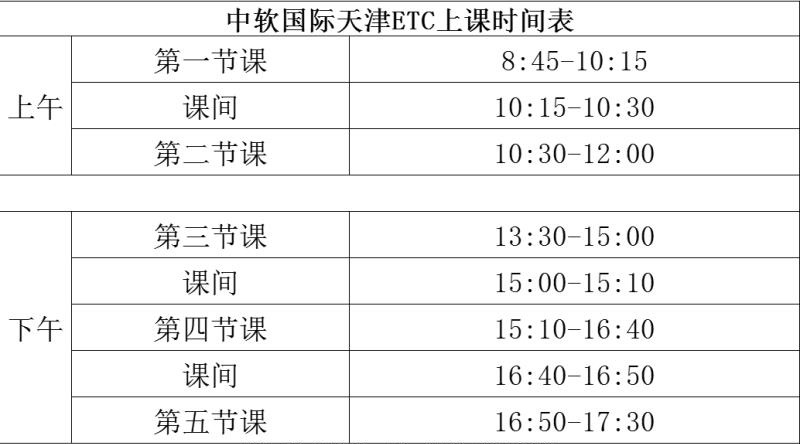 中软国际天津ETC上课时间表
上午
第一节课 8:45-10:15
课间 10:15-10:30
第二节课 10:30-12:00
下午
第三节课 13:30-15:00
课间 15:00-15:10
第四节课 15:10-16:40
课间 16:40-16:50
第五节课 16:50-17:30